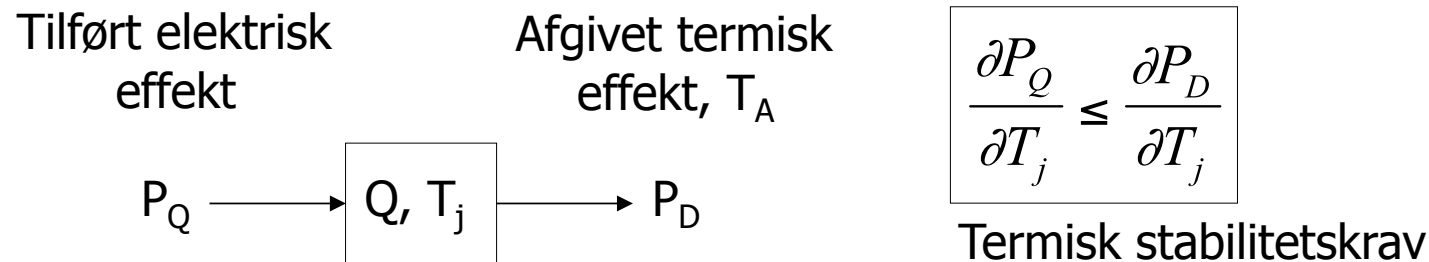 Tilført elektrisk
effekt
Afgivet termisk
effekt, T_A
P_Q
Q, T_j
P_D
∂P_Q/∂T_j ≤ ∂P_D/∂T_j
Termisk stabilitetskrav